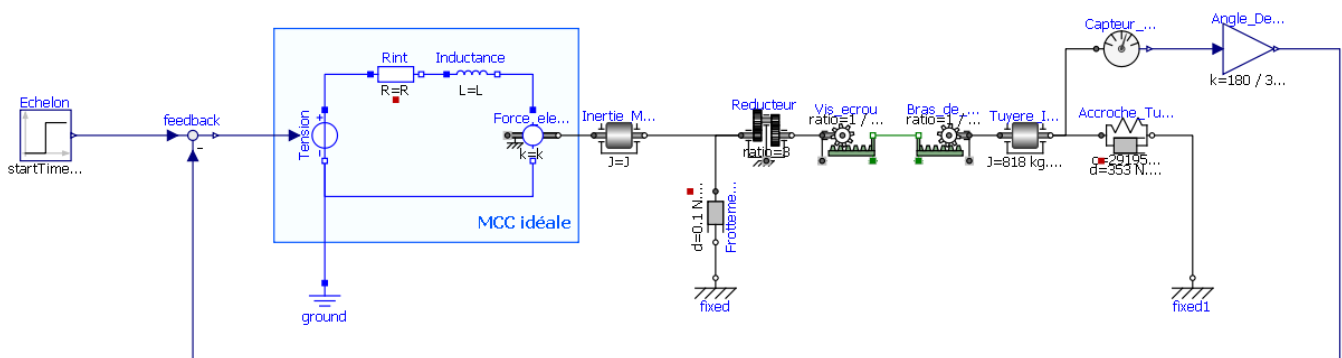 Echelon
startTime...
feedback
-
Tension
+
-
Rint
R=R
Inductance
L=L
Force_ele...
k=k
MCC idéale
ground
Inertie_M...
J=J
d=0.1 N...
Frotteme...
fixed
Reducteur
ratio=3
Vis_ecrou
ratio=1 / ...
Bras_de_...
ratio=1 / ...
Tuyere_I...
J=818 kg....
Capteur_...
Angle_De...
k=180 / 3...
Accroche_Tu...
c=29195...
d=353 N....
fixed1